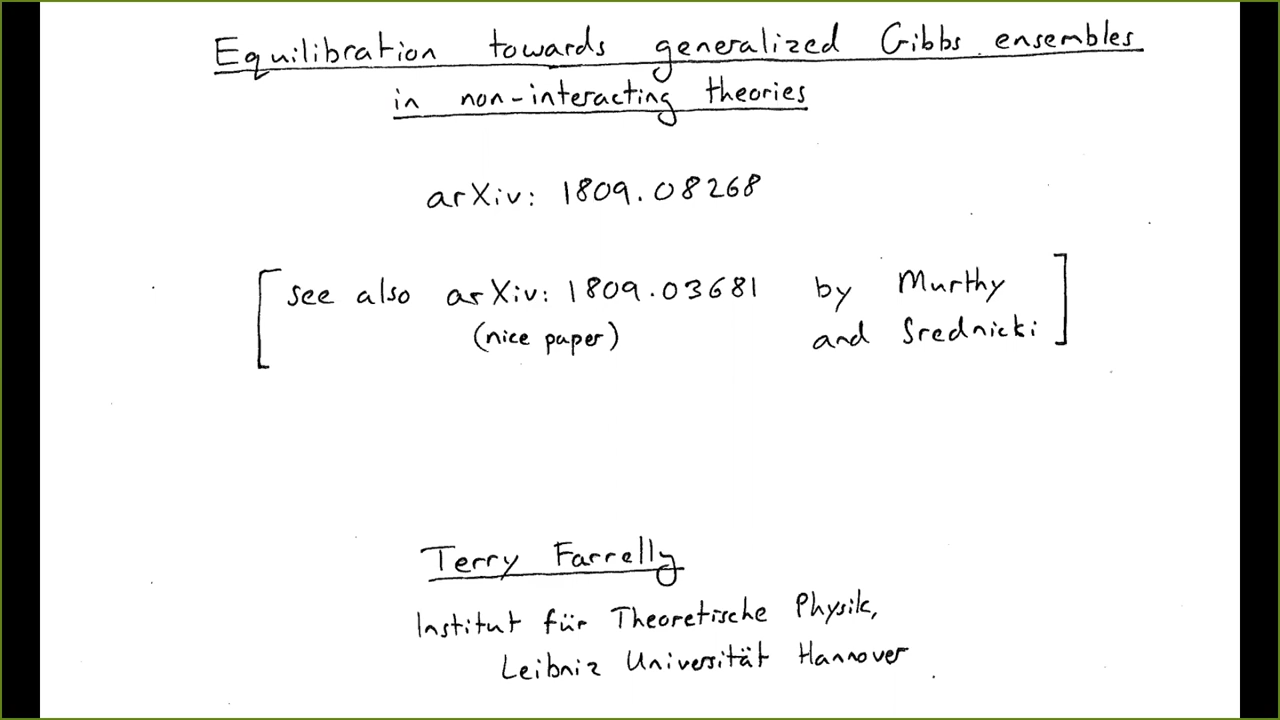 Equilibration towards generalized Gibbs ensembles
in non-interacting theories
arXiv: 1809.08268
[see also arXiv: 1809.03681 by Murthy
(nice paper) and Srednicki]
Terry Farrelly
Institut für Theoretische Physik,
Leibniz Universität Hannover